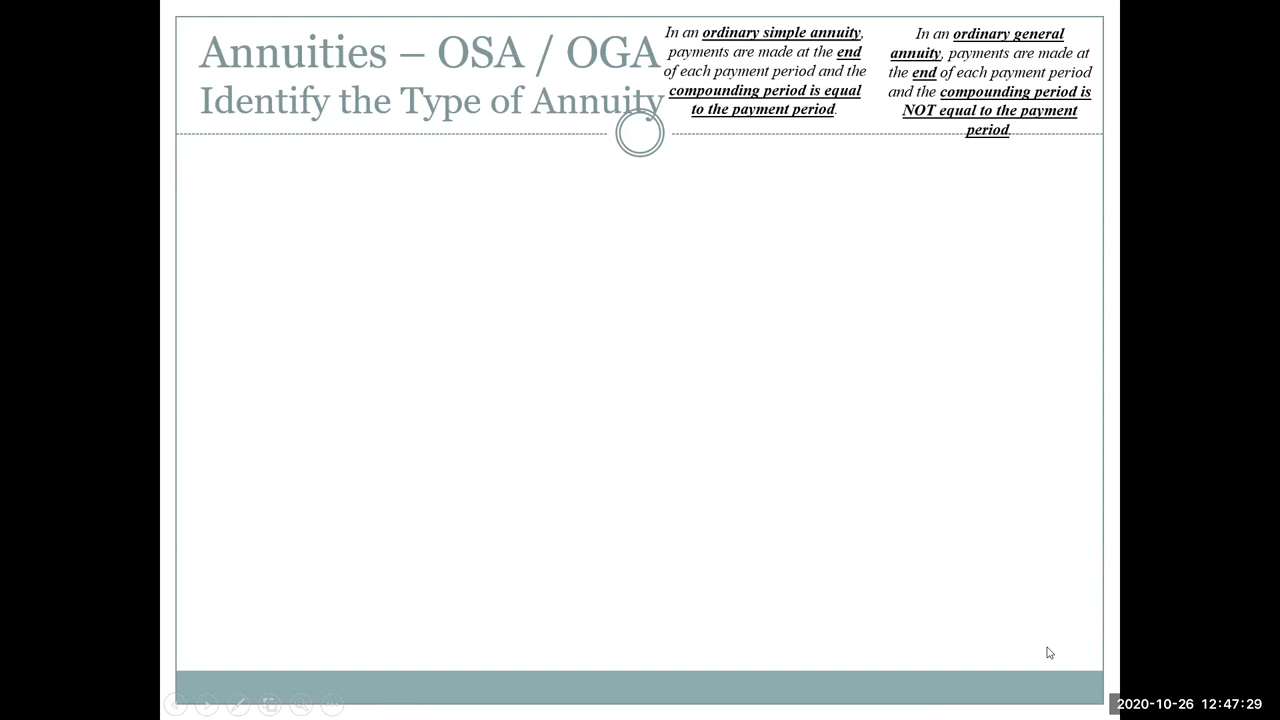 Annuities – OSA / OGA
Identify the Type of Annuity
In an ordinary simple annuity,
payments are made at the end
of each payment period and the
compounding period is equal
to the payment period.
In an ordinary general
annuity, payments are made at
the end of each payment period
and the compounding period is
NOT equal to the payment
period.
2020-10-26 12:47:29